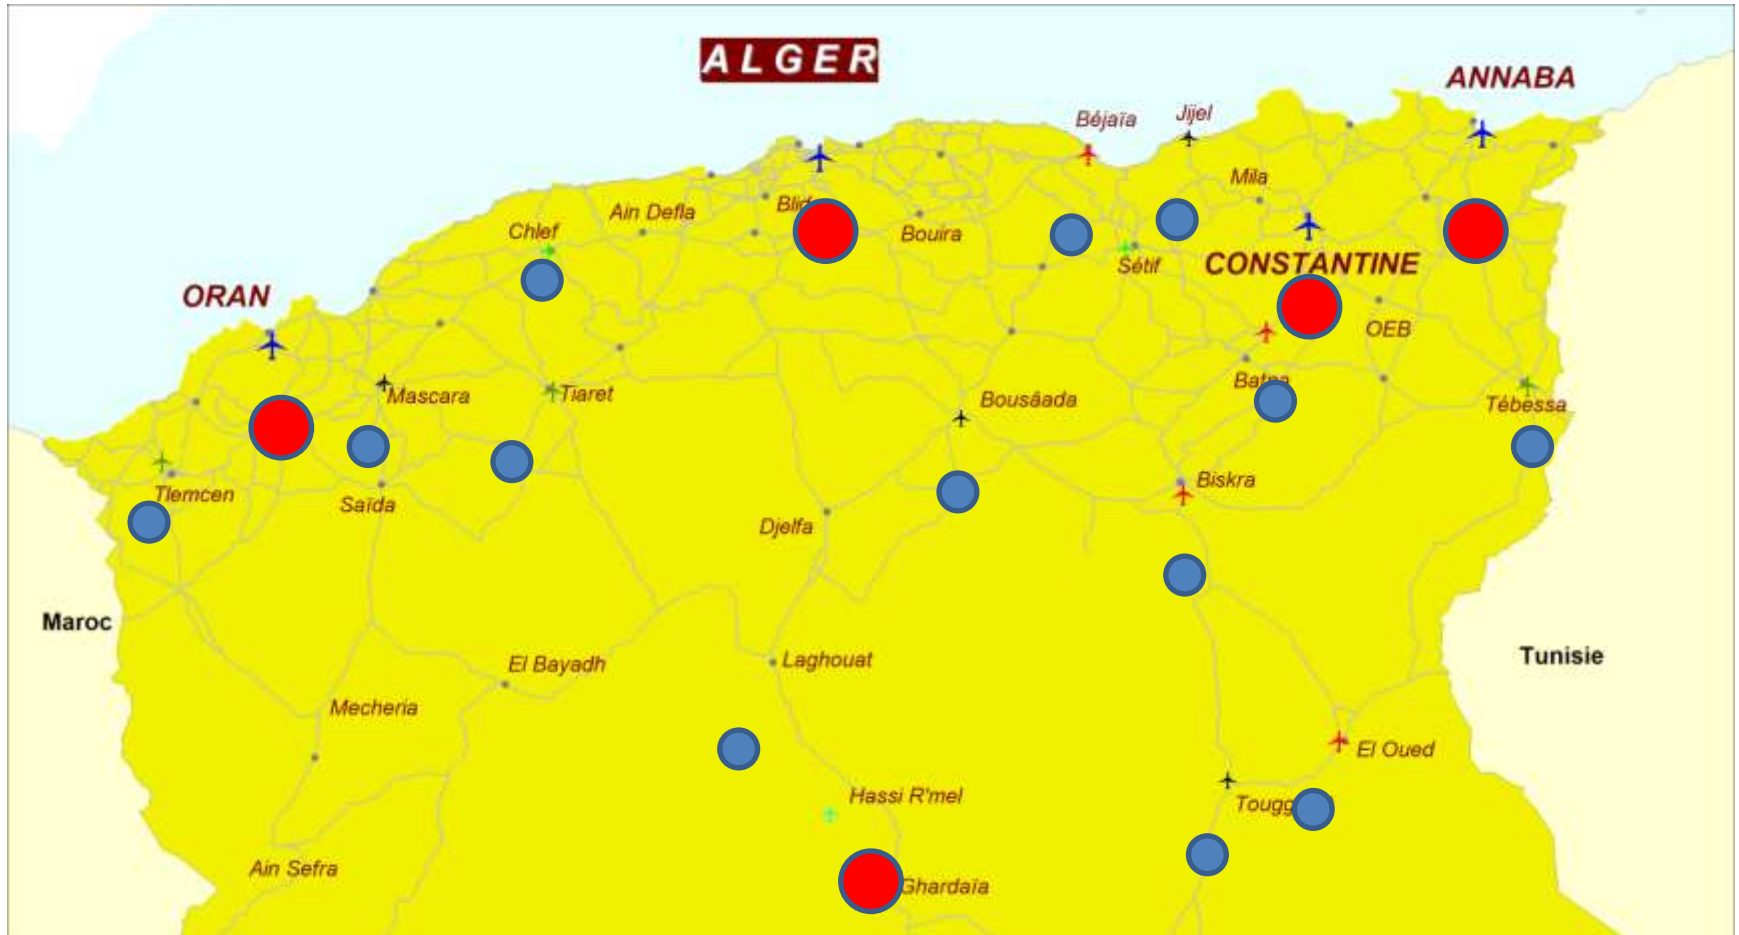 ALGER
ANNABA
Béjaïa
Jijel
Mila
Ain Defla
Chlef
Bouira
Sétif
CONSTANTINE
ORAN
OEB
Mascara
Tiaret
Bousâada
Tébessa
Biskra
Tlemcen
Saïda
Djelfa
Maroc
El Bayadh
Laghouat
Tunisie
Mecheria
El Oued
Hassi R'mel
Ain Sefra
Ghardaïa